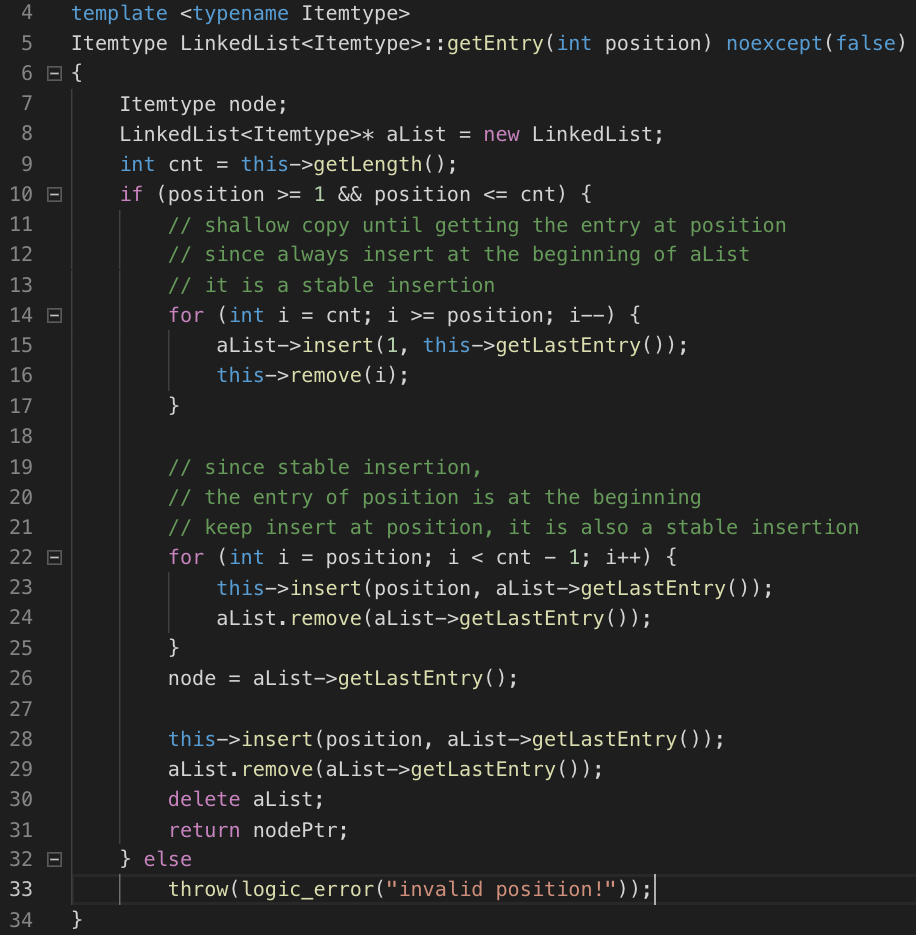 4 template <typename Itemtype>
5 Itemtype LinkedList<Itemtype>::getEntry(int position) noexcept(false)
6 {
7     Itemtype node;
8     LinkedList<Itemtype>* aList = new LinkedList;
9     int cnt = this->getLength();
10     if (position >= 1 && position <= cnt) {
11         // shallow copy until getting the entry at position
12         // since always insert at the beginning of aList
13         // it is a stable insertion
14         for (int i = cnt; i >= position; i--) {
15             aList->insert(1, this->getLastEntry());
16             this->remove(i);
17         }
18
19         // since stable insertion,
20         // the entry of position is at the beginning
21         // keep insert at position, it is also a stable insertion
22         for (int i = position; i < cnt - 1; i++) {
23             this->insert(position, aList->getLastEntry());
24             aList.remove(aList->getLastEntry());
25         }
26         node = aList->getLastEntry();
27
28         this->insert(position, aList->getLastEntry());
29         aList.remove(aList->getLastEntry());
30         delete aList;
31         return nodePtr;
32     } else
33         throw(logic_error("invalid position!"));
34 }